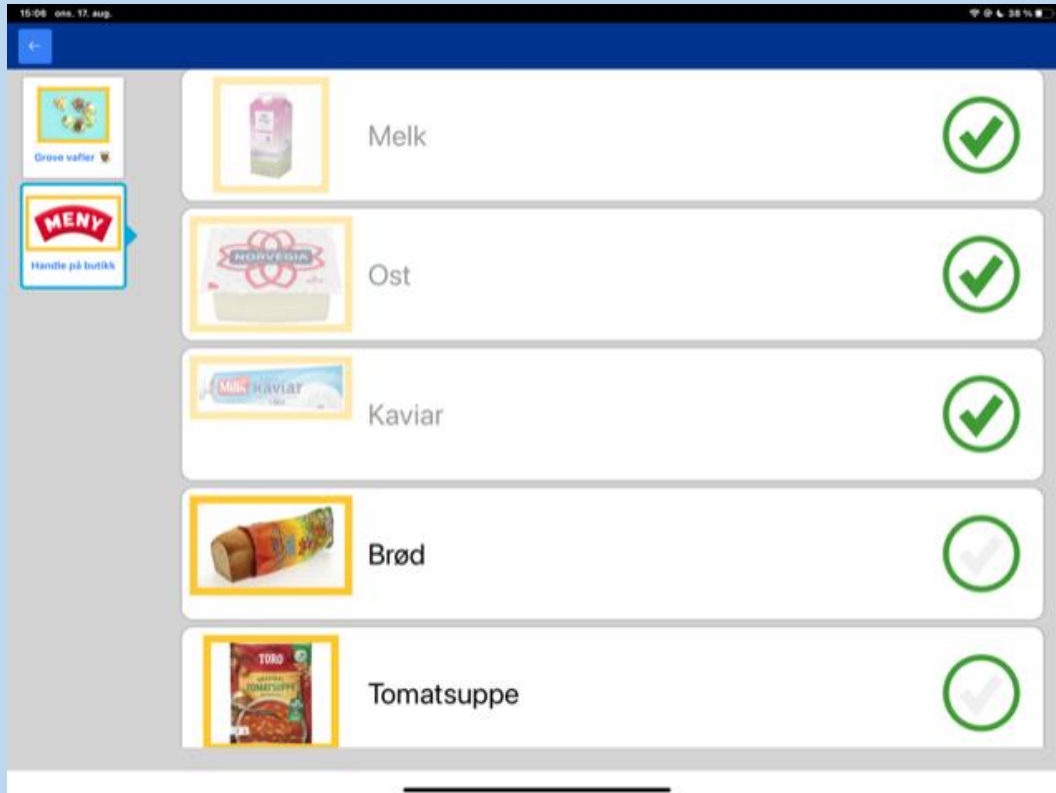 15:06 ons. 17. aug.
38 %
Grove vafler
MENY
Handle på butikk
Melk
NORVEGIA
Ost
Mills Kaviar
Kaviar
Brød
TORO
TOMATSUPPE
Tomatsuppe